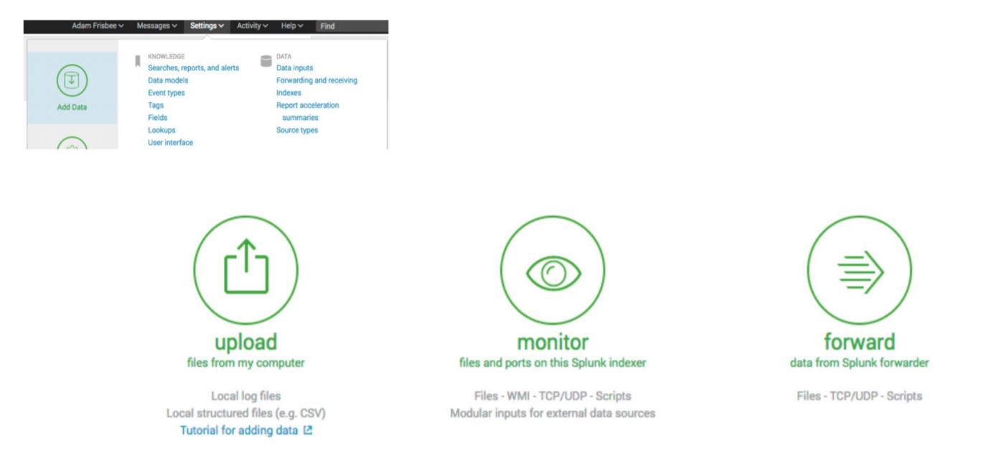 Adam Frisbee Messages Settings Activity Help Find
Add Data
KNOWLEDGE
Searches, reports, and alerts
Data models
Event types
Tags
Fields
Lookups
User interface
DATA
Data inputs
Forwarding and receiving
Indexes
Report acceleration
summaries
Source types
upload
files from my computer
Local log files
Local structured files (e.g. CSV)
Tutorial for adding data
monitor
files and ports on this Splunk indexer
Files - WMI - TCP/UDP - Scripts
Modular inputs for external data sources
forward
data from Splunk forwarder
Files - TCP/UDP - Scripts